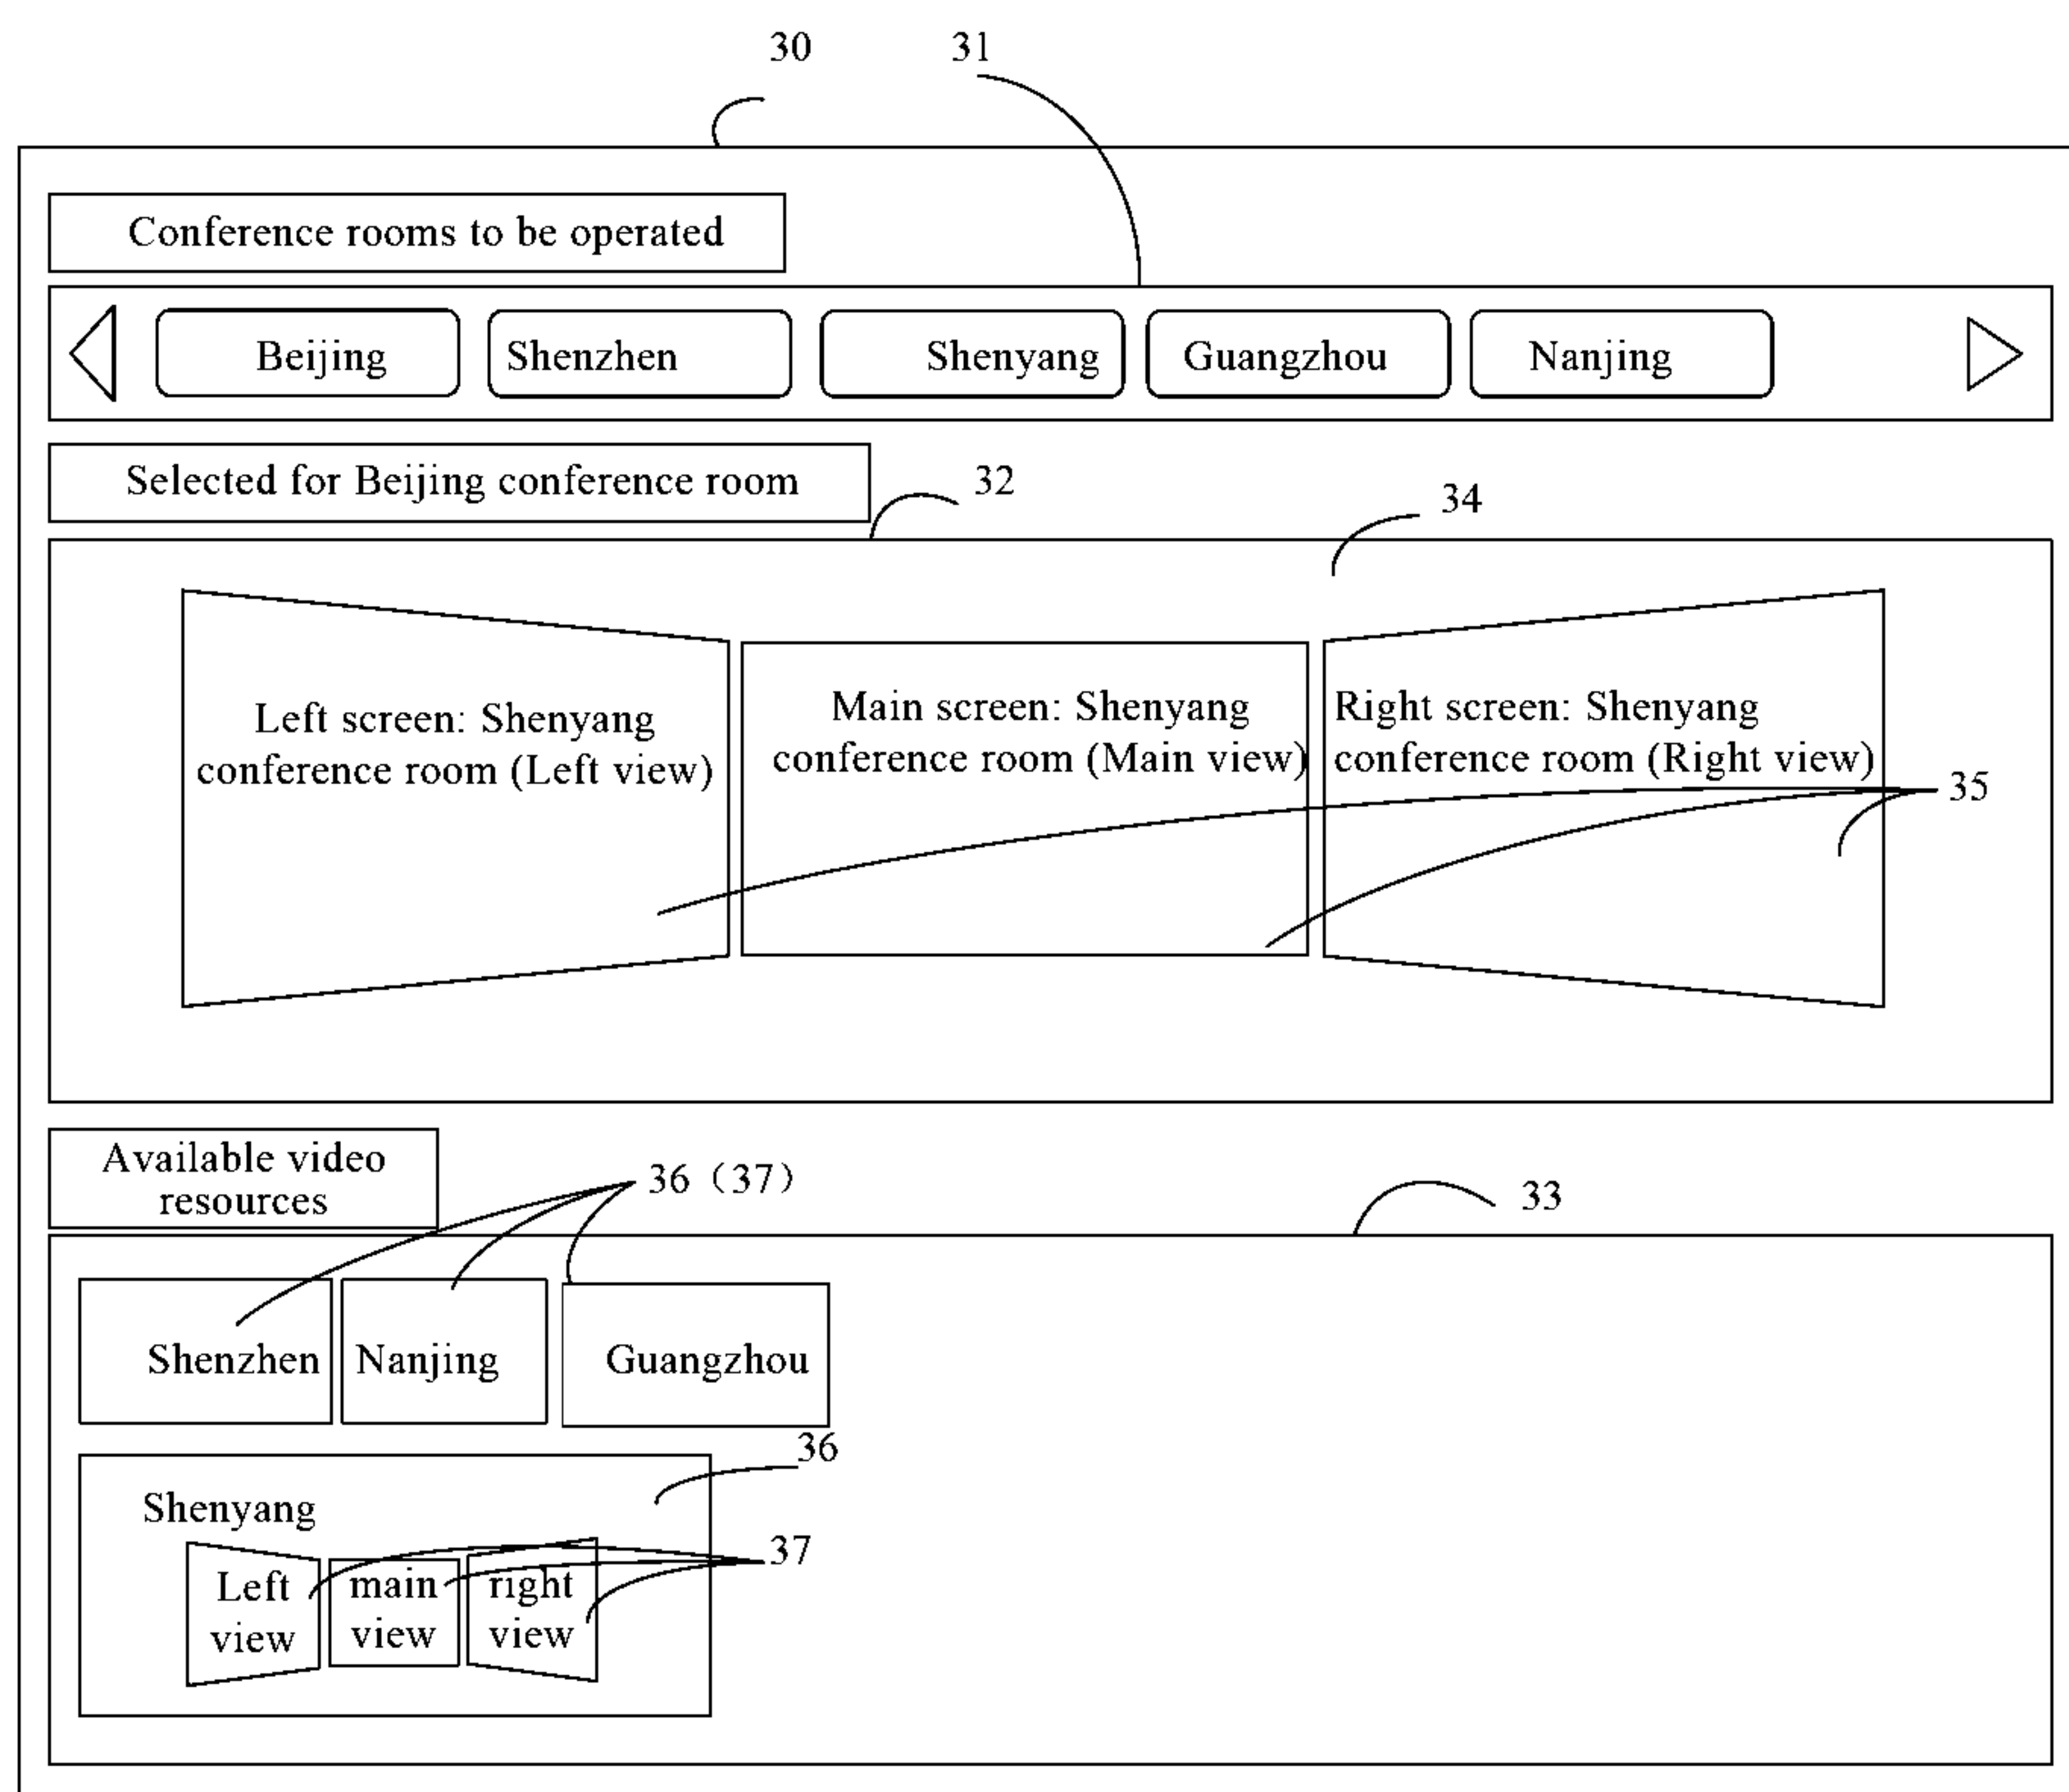 30
31
Conference rooms to be operated
Beijing
Shenzhen
Shenyang
Guangzhou
Nanjing
Selected for Beijing conference room
32
34
Left screen: Shenyang
conference room (Left view)
Main screen: Shenyang
conference room (Main view)
Right screen: Shenyang
conference room (Right view)
35
Available video
resources
36 (37)
33
Shenzhen
Nanjing
Guangzhou
36
Shenyang
37
Left
view
main
view
right
view